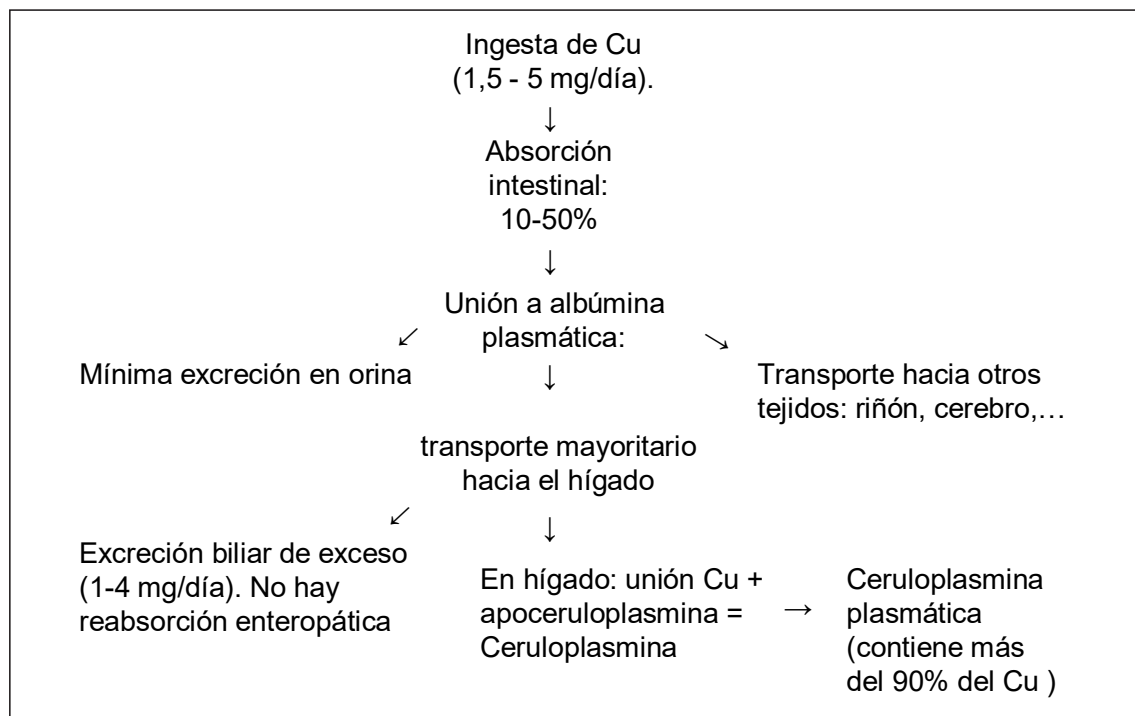 Ingesta de Cu
(1,5 - 5 mg/día).
↓
Absorción
intestinal:
10-50%
↓
Unión a albúmina
plasmática:
↙ ↓ ↘
Mínima excreción en orina
Transporte hacia otros
tejidos: riñón, cerebro,…
transporte mayoritario
hacia el hígado
↙ ↓
Excreción biliar de exceso
(1-4 mg/día). No hay
reabsorción enteropática
En hígado: unión Cu +
apoceruloplasmina =
Ceruloplasmina
→
Ceruloplasmina
plasmática
(contiene más
del 90% del Cu )